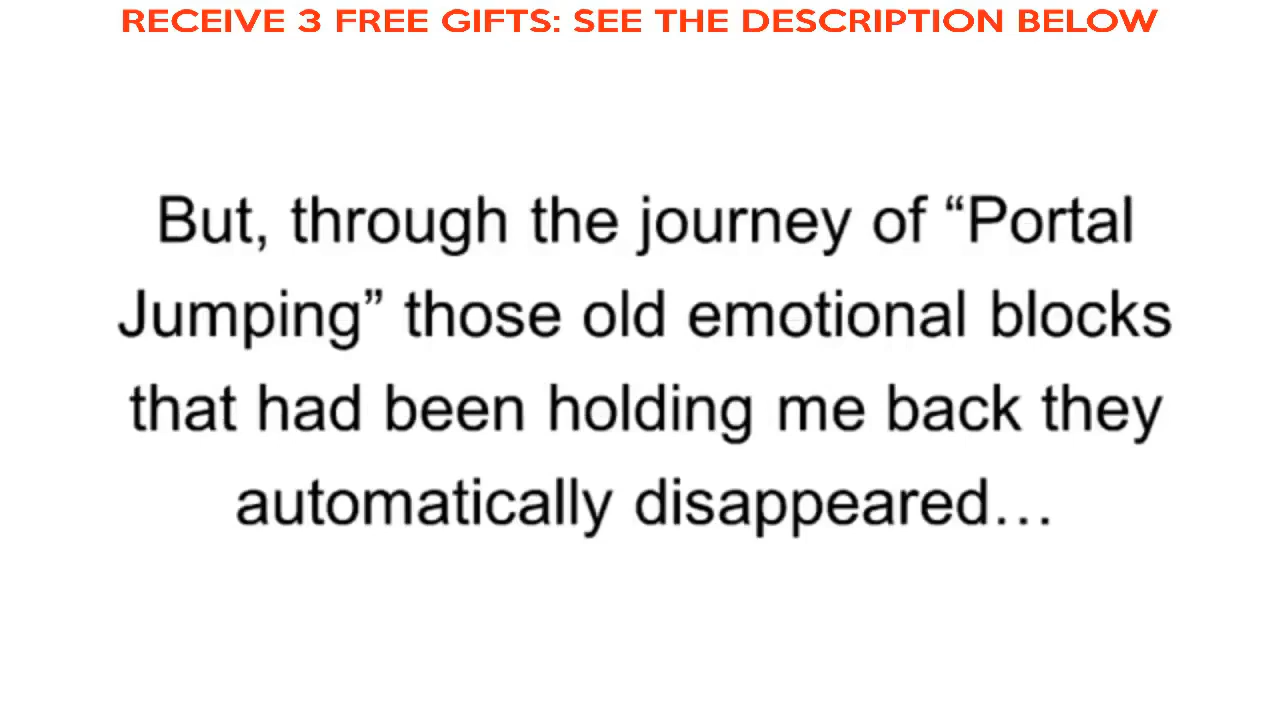 RECEIVE 3 FREE GIFTS: SEE THE DESCRIPTION BELOW
But, through the journey of “Portal
Jumping” those old emotional blocks
that had been holding me back they
automatically disappeared…